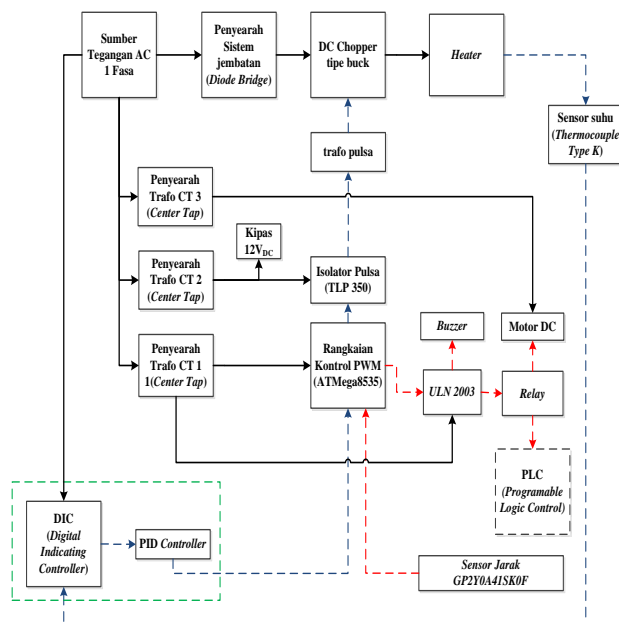 Sumber
Tegangan AC
1 Fasa
Penyearah
Sistem
jembatan
(Diode Bridge)
DC Chopper
tipe buck
Heater
Sensor suhu
(Thermocouple
Type K)
trafo pulsa
Penyearah
Trafo CT 3
(Center Tap)
Kipas
12VDC
Penyearah
Trafo CT 2
(Center Tap)
Isolator Pulsa
(TLP 350)
Buzzer
Motor DC
Penyearah
Trafo CT 1
1(Center Tap)
Rangkaian
Kontrol PWM
(ATMega8535)
ULN 2003
Relay
PLC
(Programable
Logic Control)
DIC
(Digital
Indicating
Controller)
PID Controller
Sensor Jarak
GP2Y0A41SK0F